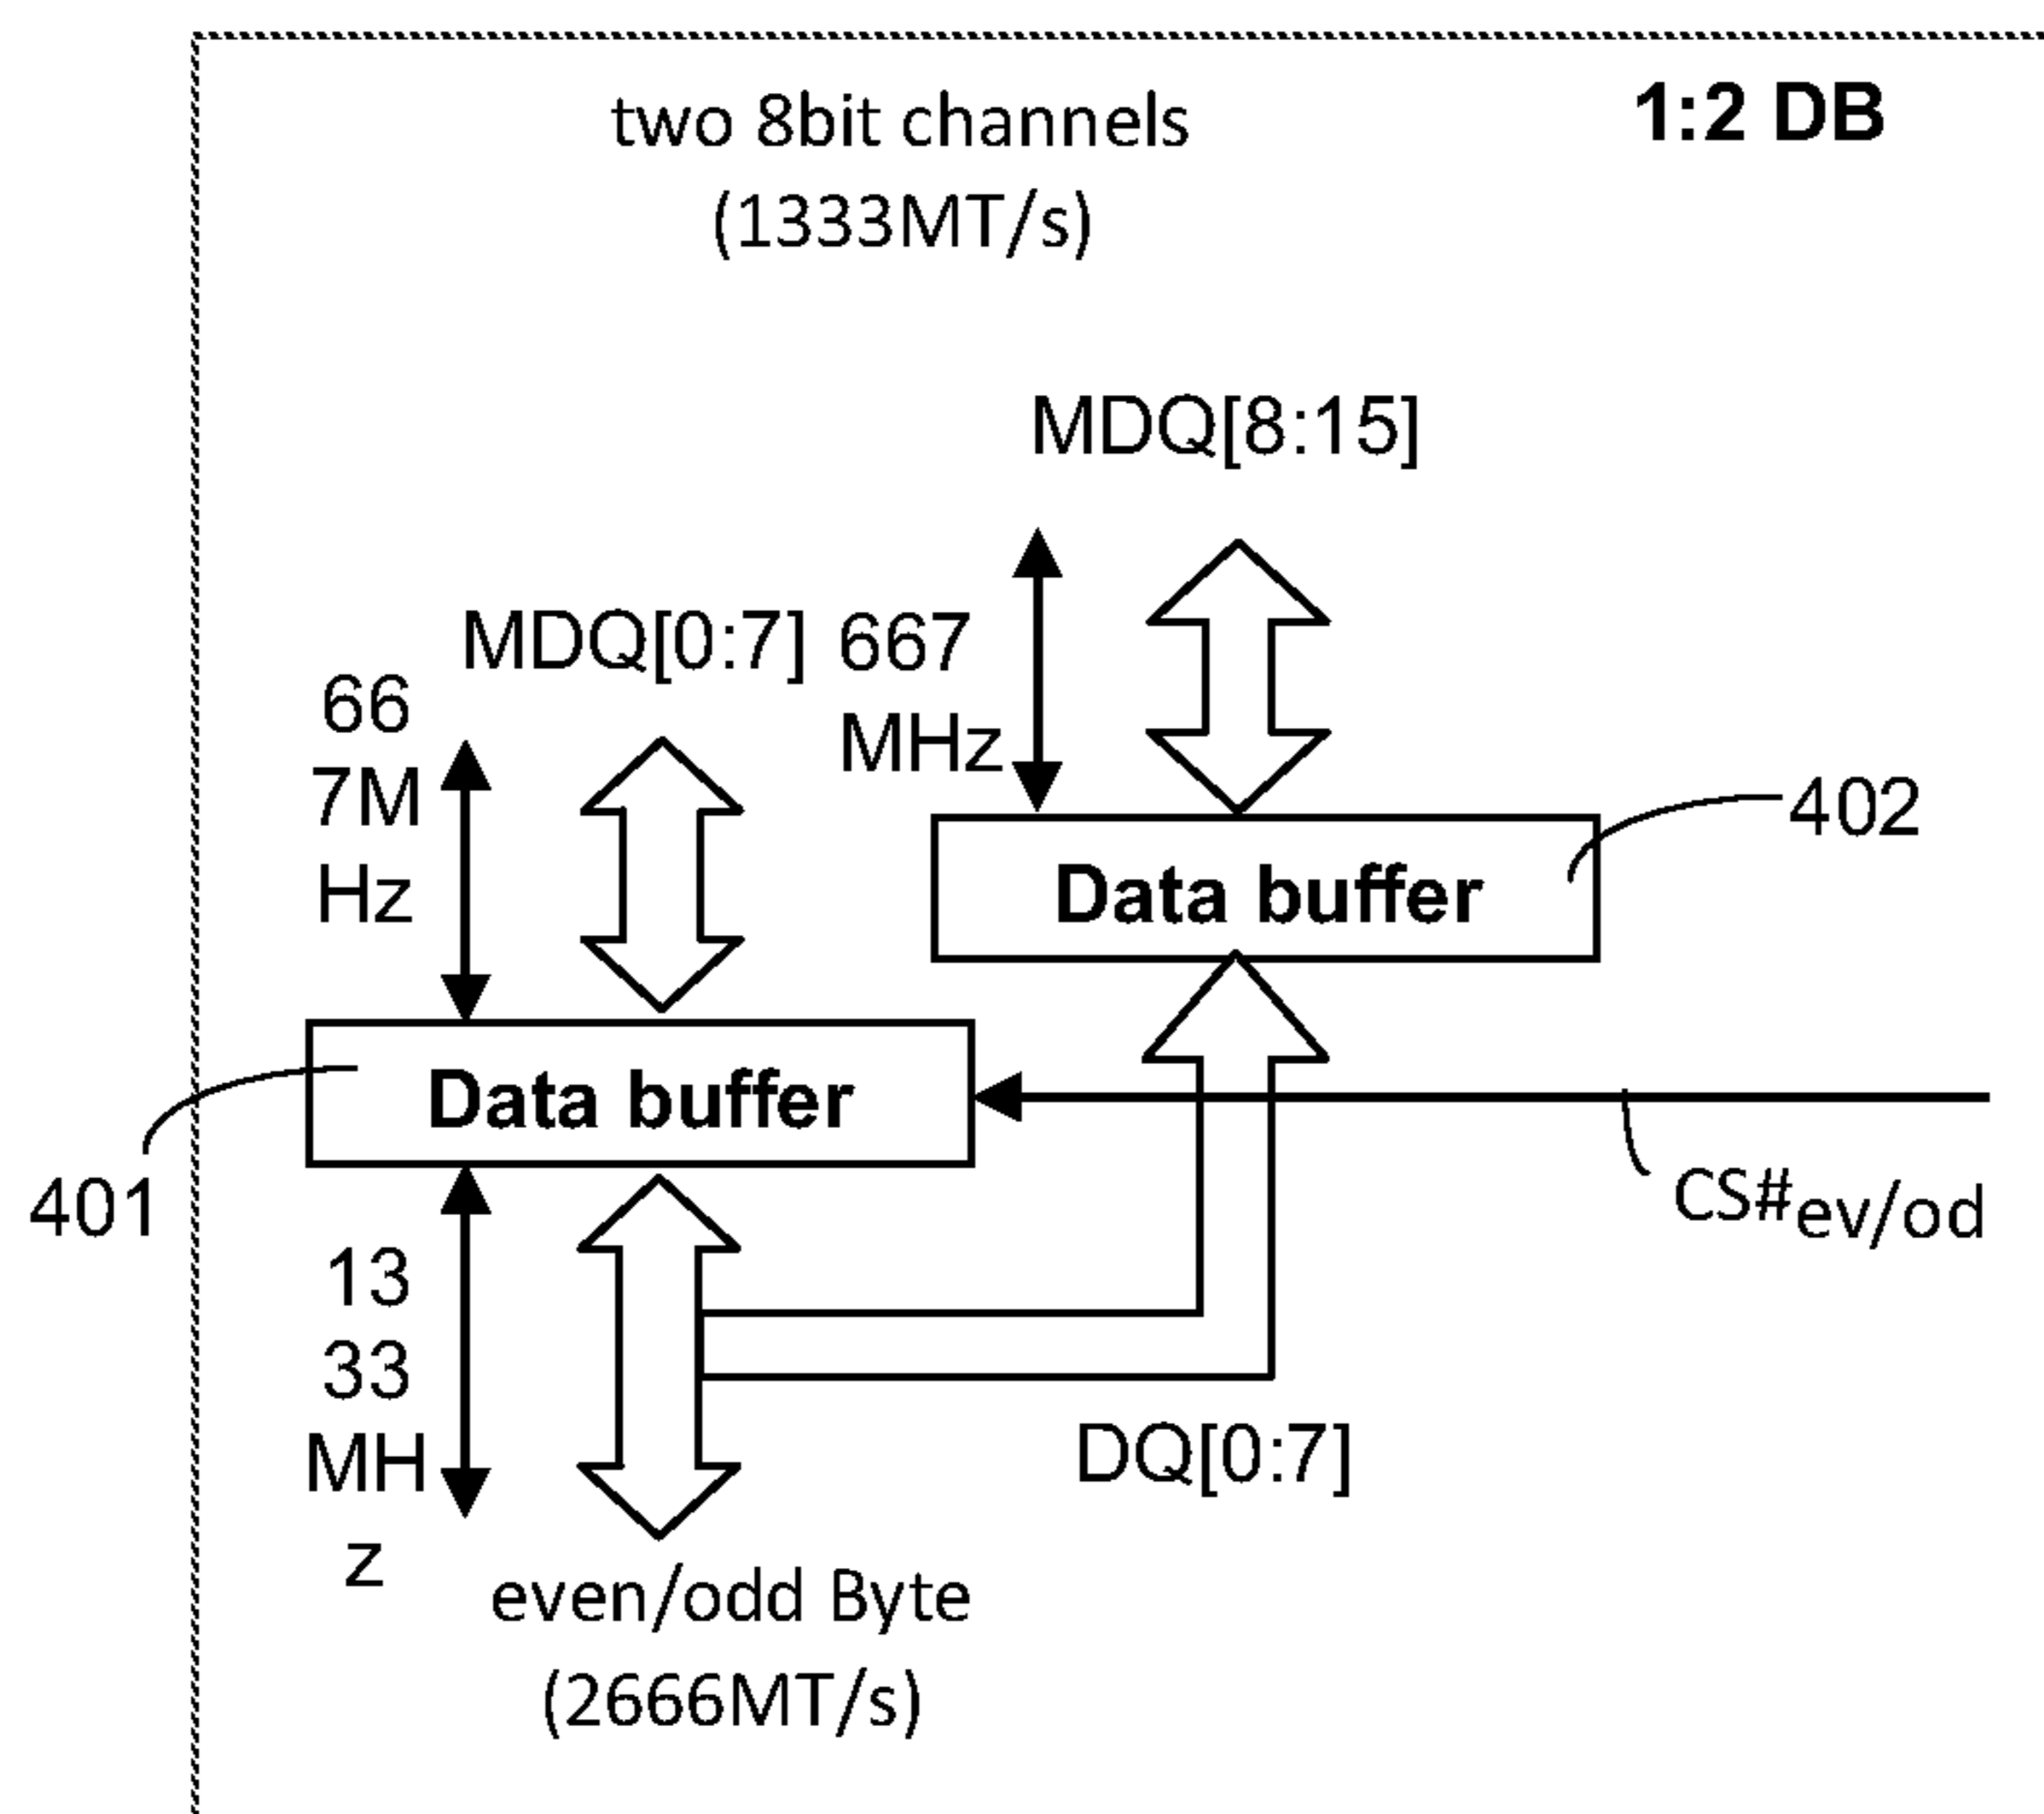 two 8bit channels
1:2 DB
(1333MT/s)
MDQ[8:15]
MDQ[0:7]
667
MHz
66
7M
Hz
402
Data buffer
Data buffer
401
CS#ev/od
13
33
MH
z
DQ[0:7]
even/odd Byte
(2666MT/s)